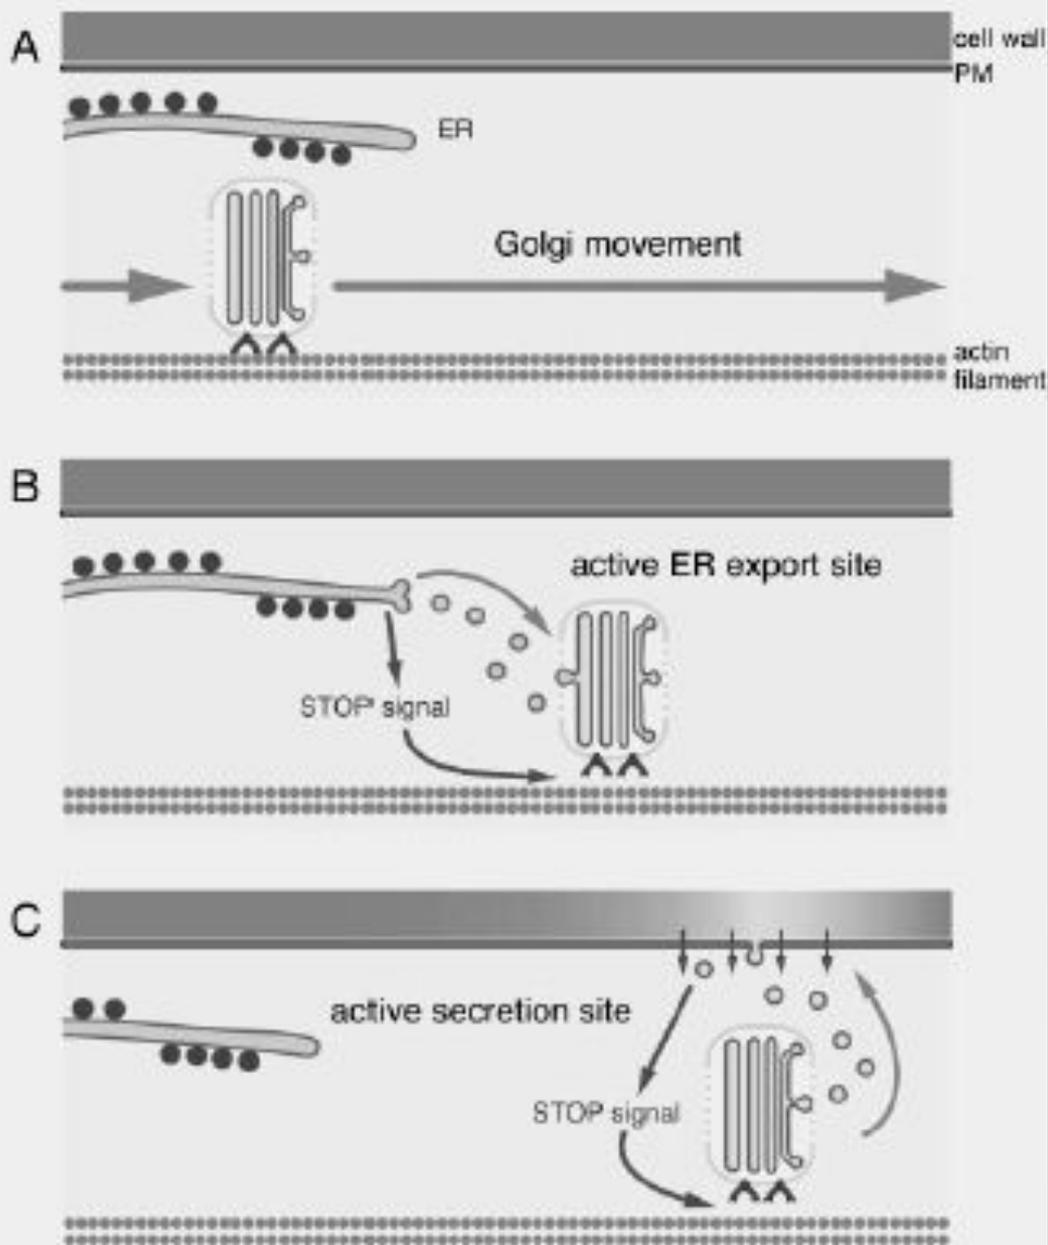 A
cell wall
PM
ER
Golgi movement
actin
filament
B
active ER export site
STOP signal
C
active secretion site
STOP signal